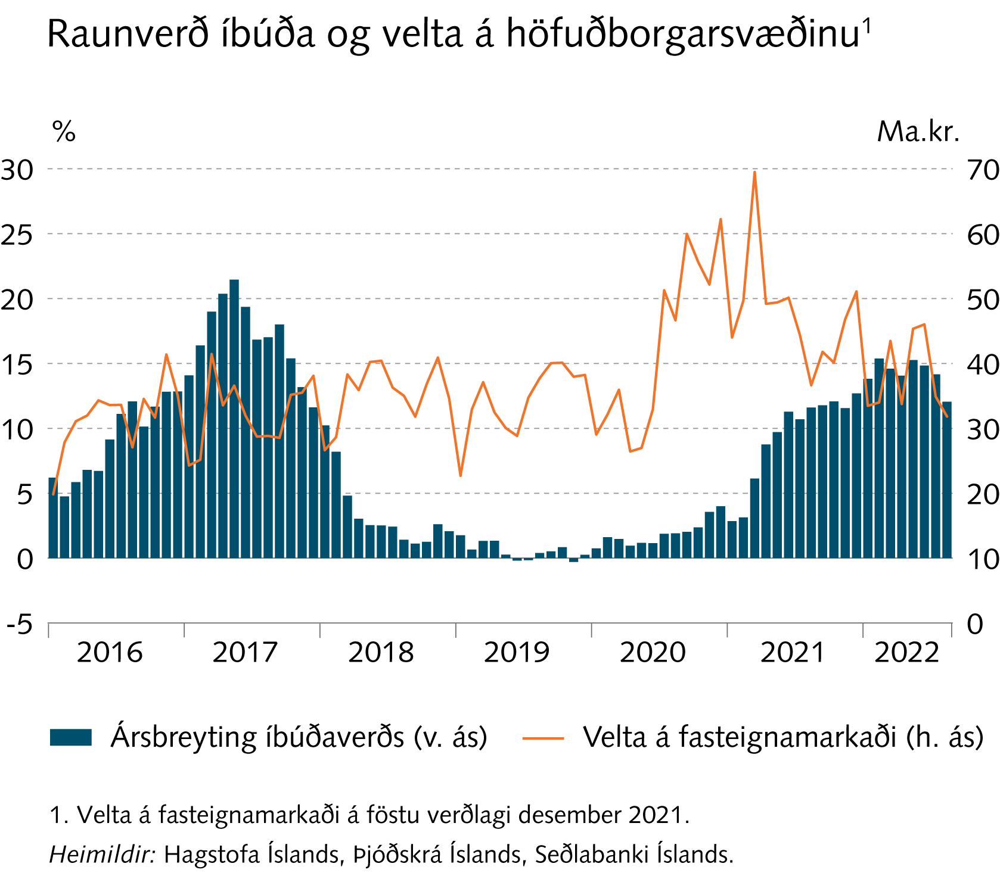 Raunverð íbúða og velta á höfuðborgarsvæðinu¹
% Ma.kr.
30 70
25 60
20 50
15 40
10 30
5 20
0 10
-5 0
2016 2017 2018 2019 2020 2021 2022
Ársbreyting íbúðaverðs (v. ás) Velta á fasteignamarkaði (h. ás)
1. Velta á fasteignamarkaði á föstu verðlagi desember 2021.
Heimildir: Hagstofa Íslands, Þjóðskrá Íslands, Seðlabanki Íslands.